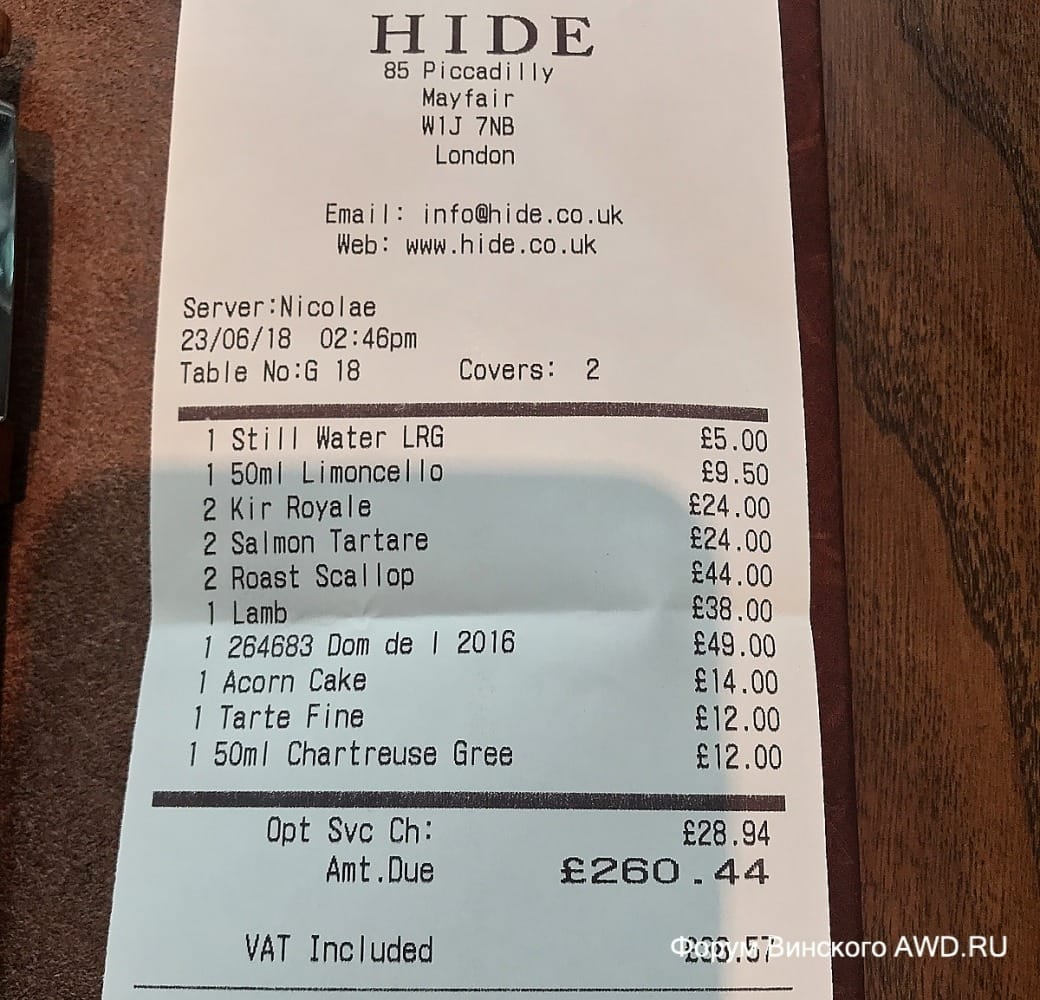 HIDE
85 Piccadilly
Mayfair
W1J 7NB
London
Email: info@hide.co.uk
Web: www.hide.co.uk
Server:Nicolae
23/06/18 02:46pm
Table No:G 18 Covers: 2
1 Still Water LRG £5.00
1 50ml Limoncello £9.50
2 Kir Royale £24.00
2 Salmon Tartare £24.00
2 Roast Scallop £44.00
1 Lamb £38.00
1 264683 Dom de l 2016 £49.00
1 Acorn Cake £14.00
1 Tarte Fine £12.00
1 50ml Chartreuse Gree £12.00
Opt Svc Ch: £28.94
Amt.Due £260.44
VAT Included
Форум Винского AWD.RU